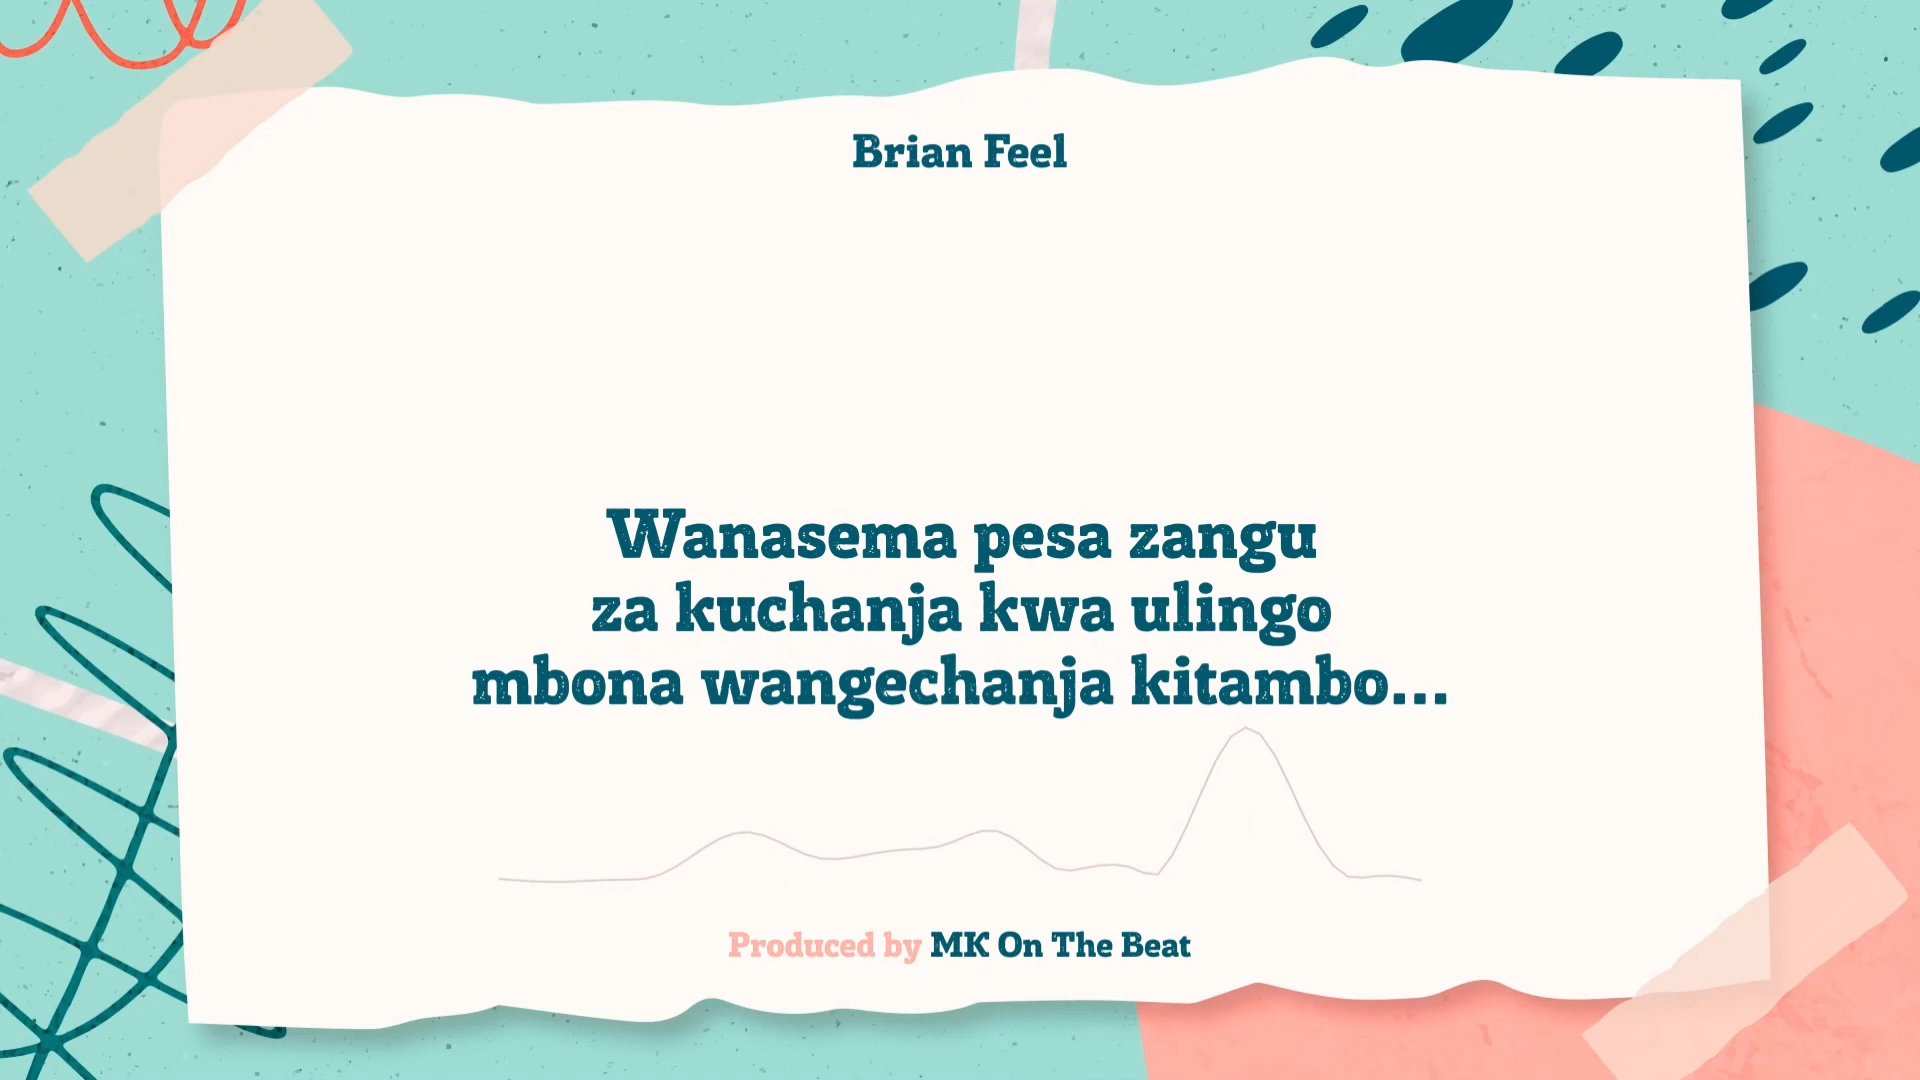 Brian Feel
Wanasema pesa zangu
za kuchanja kwa ulingo
mbona wangechanja kitambo...
Produced by MK On The Beat